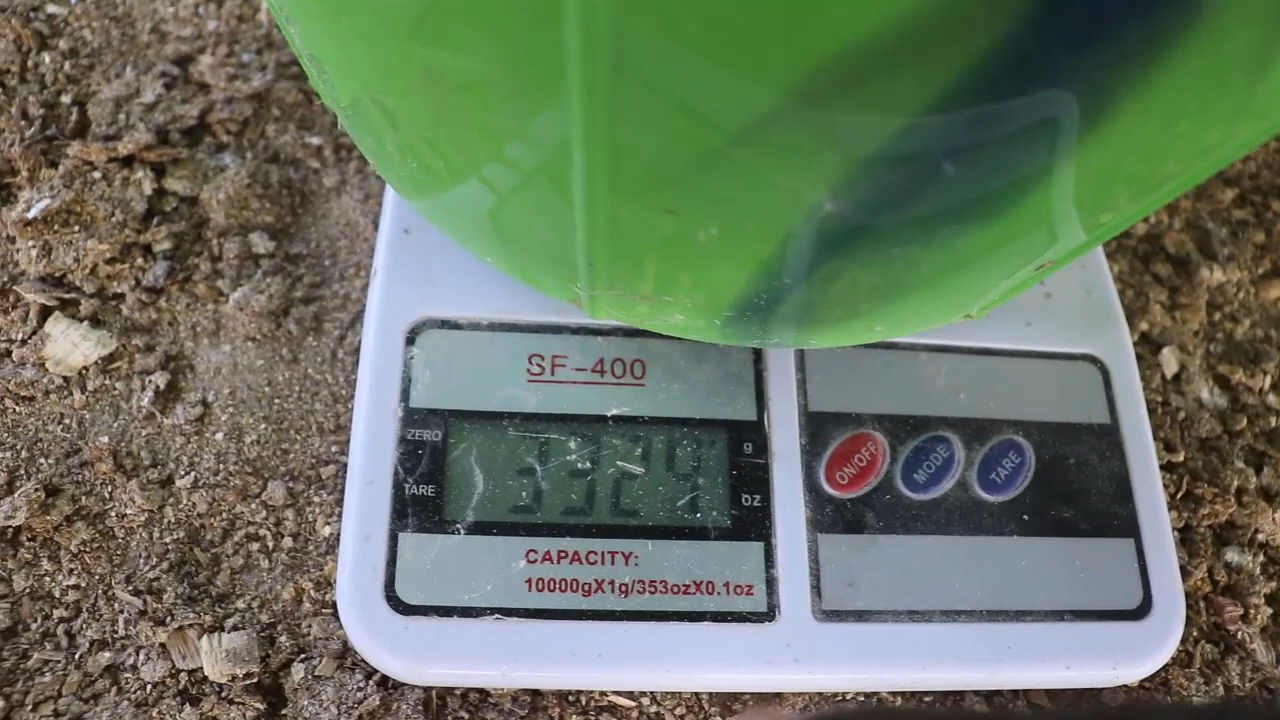 SF-400
ZERO
g
3324
TARE
oz
CAPACITY:
10000gX1g/353ozX0.1oz
ON/OFF
MODE
TARE